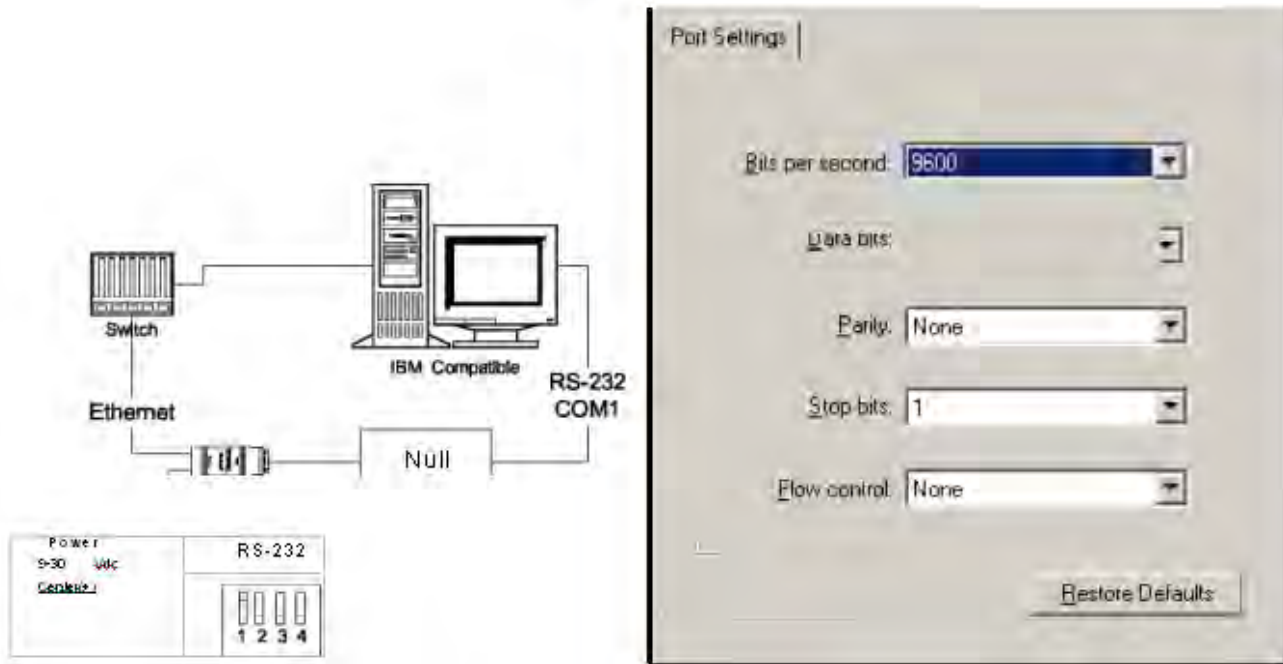 Switch
IBM Compatible
RS-232
COM1
Ethernet
Null
Power
9-30 Vdc
RS-232
1 2 3 4
Port Settings
Bits per second: 9600
Data bits:
Parity: None
Stop bits: 1
Flow control: None
Restore Defaults